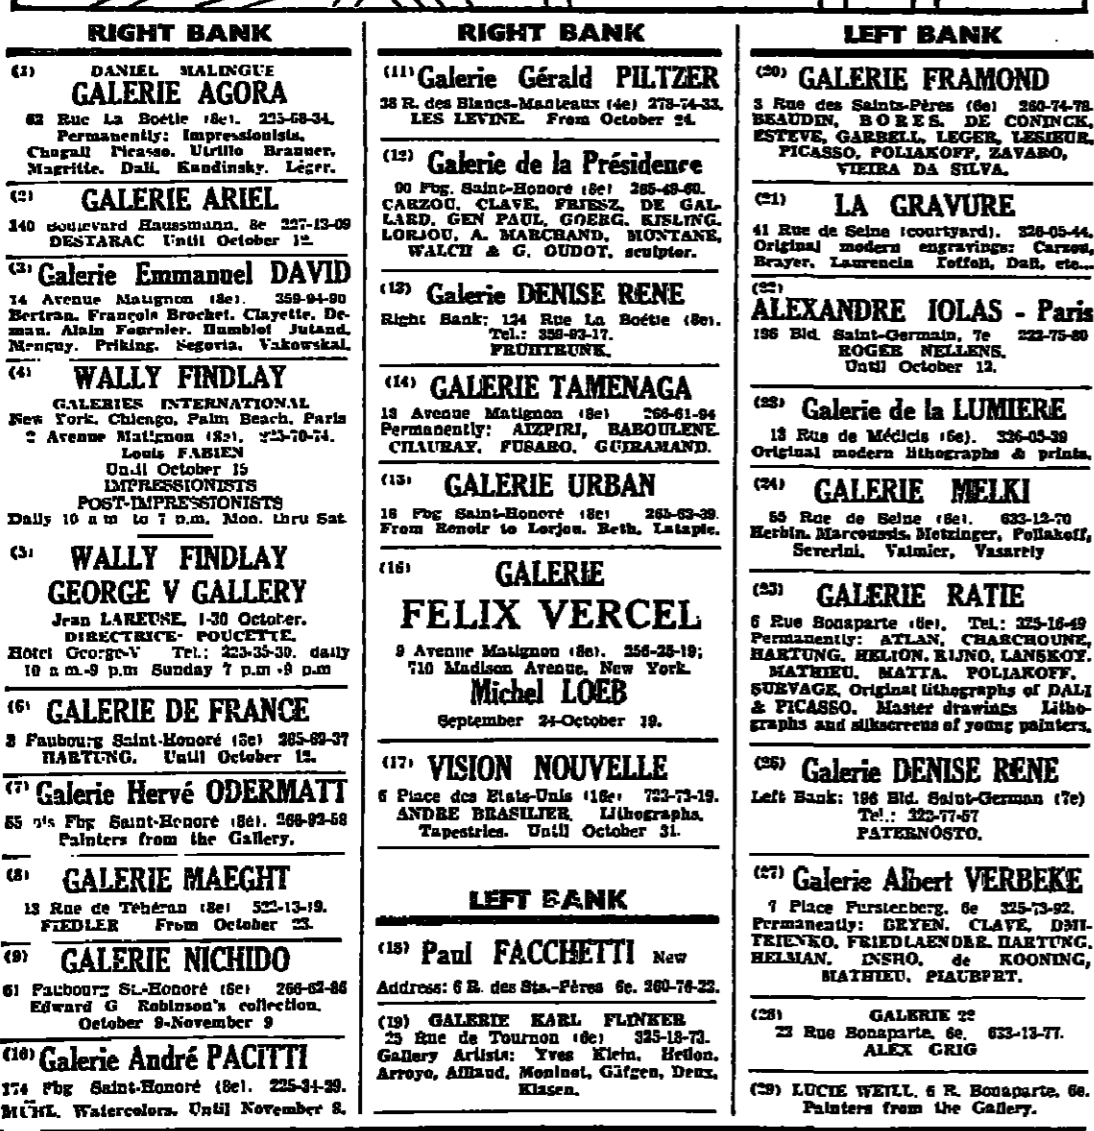 RIGHT BANK
(1) DANIEL MALINGUE
GALERIE AGORA
62 Rue La Boétie (8e). 225-68-34.
Permanently: Impressionists,
Chagall Picasso, Utrillo Brauner,
Magritte, Dali, Kandinsky, Léger.
(2) GALERIE ARIEL
140 Boulevard Haussmann, 8e 227-13-09
DESTARAC Until October 12.
(3) Galerie Emmanuel DAVID
14 Avenue Matignon (8e). 359-94-90
Bertran, François Brochet, Clayette, De-
man, Alain Fournier, Humblot Jutand,
Menguy, Priking, Segovia, Vakowskai.
(4) WALLY FINDLAY
GALERIES INTERNATIONAL
New York, Chicago, Palm Beach, Paris
2 Avenue Matignon (8e). 225-70-74.
Louis FABIEN
Until October 15
IMPRESSIONISTS
POST-IMPRESSIONISTS
Daily 10 a m to 7 p.m. Mon. thru Sat
(5) WALLY FINDLAY
GEORGE V GALLERY
Jean LAREUSE, 1-30 October.
DIRECTRICE- POUCETTE.
Hôtel George-V Tel.: 225-35-30. daily
10 a m.-9 p.m Sunday 7 p.m -9 p.m
(6) GALERIE DE FRANCE
3 Faubourg Saint-Honoré (8e) 265-69-37
HARTUNG. Until October 12.
(7) Galerie Hervé ODERMATT
85 bis Fbg Saint-Honoré (8e). 266-92-58
Painters from the Gallery.
(8) GALERIE MAEGHT
13 Rue de Téhéran (8e) 522-13-19.
FIEDLER From October 23.
(9) GALERIE NICHIDO
61 Faubourg St.-Honoré (8e) 266-62-86
Edward G Robinson's collection.
October 9-November 9
(10) Galerie André PACITTI
174 Fbg Saint-Honoré (8e). 225-34-29.
MÜHL. Watercolors. Until November 8.
RIGHT BANK
(11) Galerie Gérald PILTZER
38 R. des Blancs-Manteaux (4e) 278-74-33.
LES LEVINE. From October 24.
(12) Galerie de la Présidence
90 Fbg. Saint-Honoré (8e) 265-49-60.
CARZOU, CLAVE, FRIESZ, DE GAL-
LARD, GEN PAUL, GOERG, KISLING,
LORJOU, A. MARCHAND, MONTANE,
WALCH & G. OUDOT, sculptor.
(13) Galerie DENISE RENE
Right Bank: 124 Rue La Boétie (8e).
Tel.: 359-93-17.
FRUHTRUNK.
(14) GALERIE TAMENAGA
18 Avenue Matignon (8e) 266-61-94
Permanently: AIZPIRI, BABOULENE
CHAURAY, FUSARO, GUIRAMAND.
(15) GALERIE URBAN
16 Fbg Saint-Honoré (8e) 265-63-39.
From Renoir to Lorjou. Beth, Latapie.
(16) GALERIE
FELIX VERCEL
9 Avenue Matignon (8e). 256-25-19;
710 Madison Avenue, New York.
Michel LOEB
September 24-October 19.
(17) VISION NOUVELLE
6 Place des Etats-Unis (16e) 723-73-19.
ANDRE BRASILIER. Lithographs.
Tapestries. Until October 31.
LEFT BANK
(18) Paul FACCHETTI New
Address: 6 R. des Sts.-Pères 6e. 260-76-22.
(19) GALERIE KARL FLINKER
25 Rue de Tournon (6e) 325-18-73.
Gallery Artists: Yves Klein, Helion,
Arroyo, Aillaud, Moninot, Gäfgen, Deux,
Klasen.
LEFT BANK
(20) GALERIE FRAMOND
3 Rue des Saints-Pères (6e) 260-74-78.
BEAUDIN, BORES, DE CONINCK,
ESTEVE, GARBELL, LEGER, LESIEUR,
PICASSO, POLIAKOFF, ZAVARO,
VIEIRA DA SILVA.
(21) LA GRAVURE
41 Rue de Seine (courtyard). 326-05-44.
Original modern engravings: Carzou,
Brayer, Laurencin Toffoli, Dali, etc...
(22)
ALEXANDRE IOLAS - Paris
196 Bld. Saint-Germain, 7e 222-75-80
ROGER NELLENS.
Until October 12.
(23) Galerie de la LUMIERE
13 Rue de Médicis (6e). 326-05-39
Original modern lithographs & prints.
(24) GALERIE MELKI
55 Rue de Seine (6e). 633-12-70
Herbin, Marcoussis, Metzinger, Poliakoff,
Severini, Valmier, Vasarely
(25) GALERIE RATIE
6 Rue Bonaparte (6e), Tel.: 325-16-49
Permanently: ATLAN, CHARCHOUNE,
HARTUNG, HELION, RIJNO, LANSKOY,
MATHIEU, MATTA, POLIAKOFF,
SURVAGE, Original lithographs of DALI
& PICASSO. Master drawings Litho-
graphs and silkscreens of young painters.
(26) Galerie DENISE RENE
Left Bank: 196 Bld. Saint-German (7e)
Tel.: 222-77-57
PATERNOSTO.
(27) Galerie Albert VERBEKE
7 Place Furstenberg, 6e 325-73-92.
Permanently: BRYEN, CLAVE, DMI-
TRIENKO, FRIEDLAENDER, HARTUNG,
HELMAN, INSHO, de KOONING,
MATHIEU, PIAUBERT.
(28) GALERIE 22
22 Rue Bonaparte, 6e, 633-13-77.
ALEX GRIG
(29) LUCIE WEILL, 6 R. Bonaparte, 6e.
Painters from the Gallery.